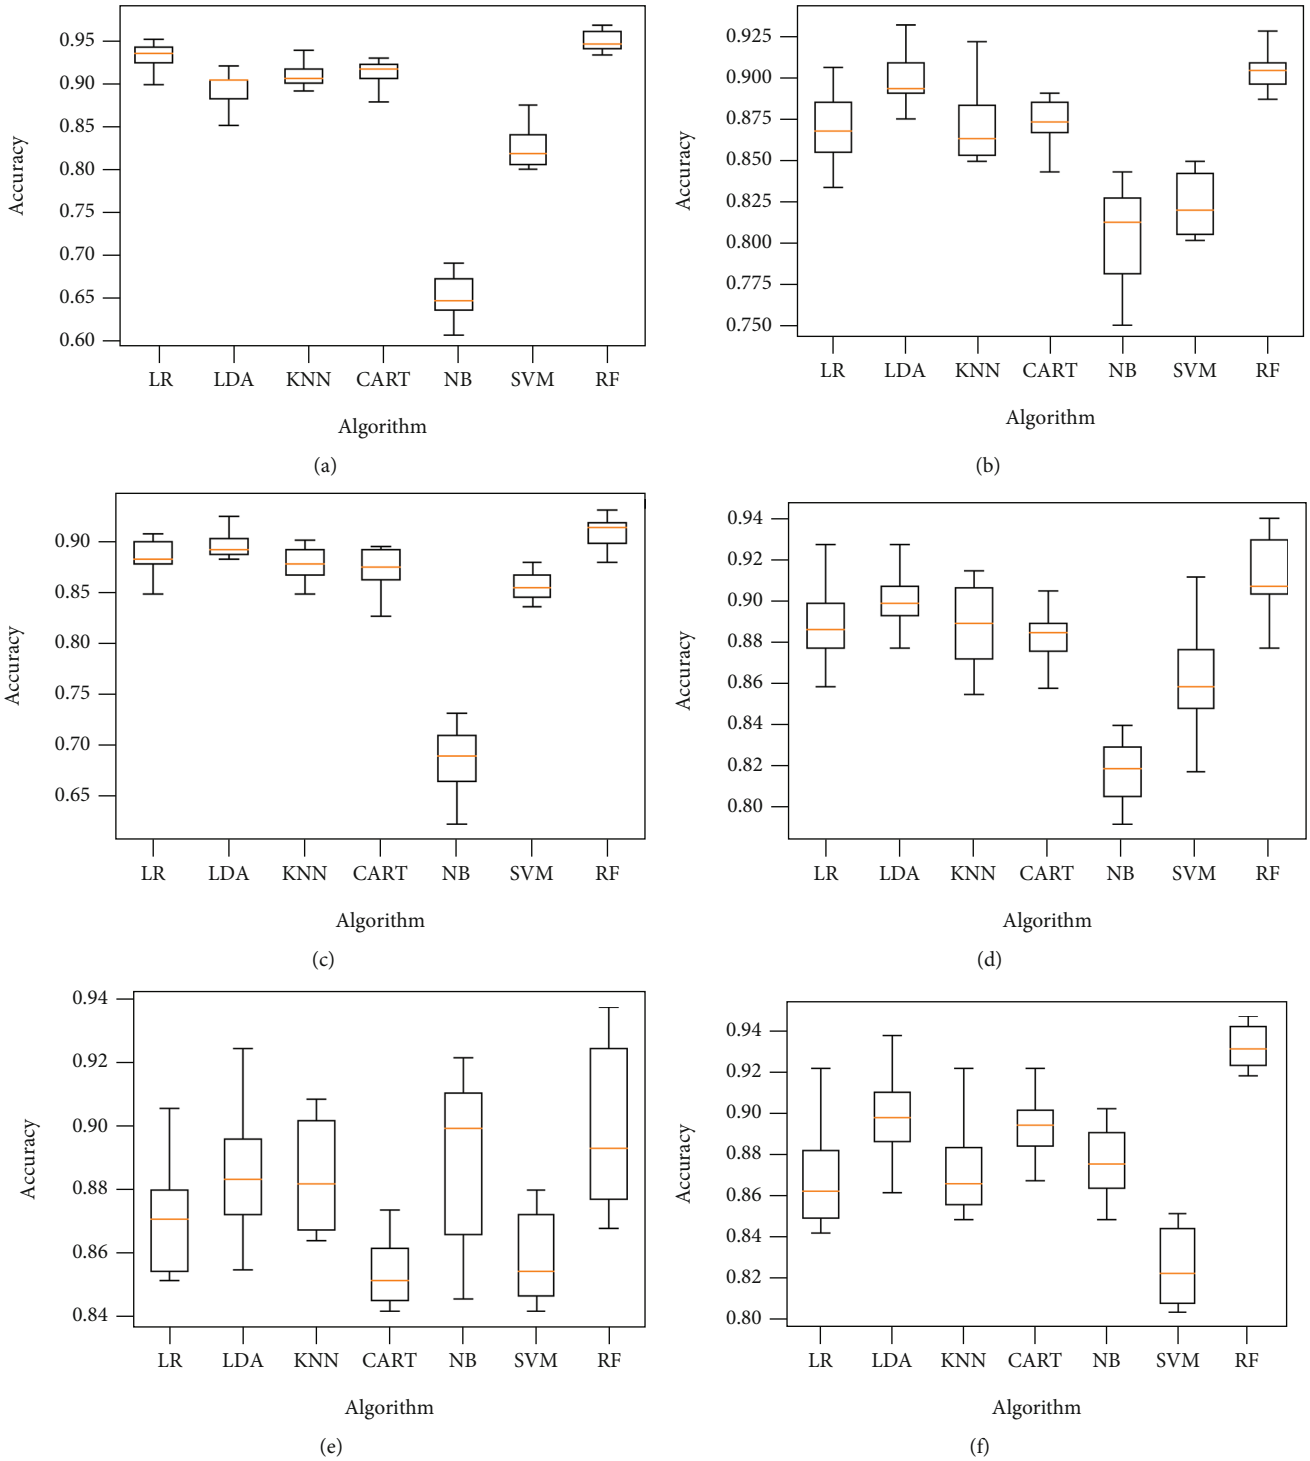 0.95
0.90
0.85
0.80
0.75
0.70
0.65
0.60
Accuracy
LR LDA KNN CART NB SVM RF
Algorithm
(a)
0.925
0.900
0.875
0.850
0.825
0.800
0.775
0.750
Accuracy
LR LDA KNN CART NB SVM RF
Algorithm
(b)
0.90
0.85
0.80
0.75
0.70
0.65
Accuracy
LR LDA KNN CART NB SVM RF
Algorithm
(c)
0.94
0.92
0.90
0.88
0.86
0.84
0.82
0.80
Accuracy
LR LDA KNN CART NB SVM RF
Algorithm
(d)
0.94
0.92
0.90
0.88
0.86
0.84
Accuracy
LR LDA KNN CART NB SVM RF
Algorithm
(e)
0.94
0.92
0.90
0.88
0.86
0.84
0.82
0.80
Accuracy
LR LDA KNN CART NB SVM RF
Algorithm
(f)